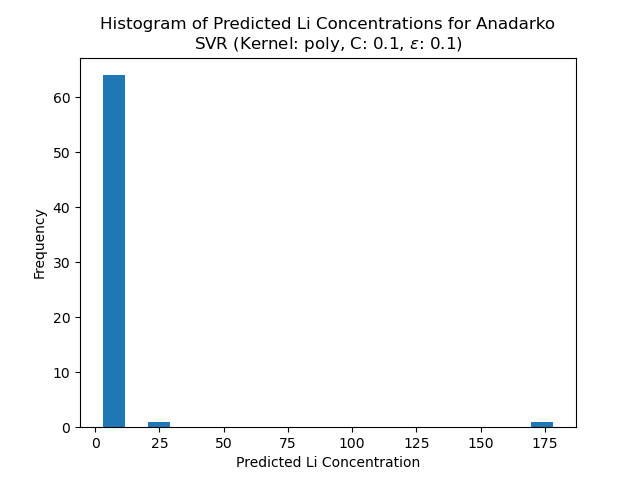 Histogram of Predicted Li Concentrations for Anadarko
SVR (Kernel: poly, C: 0.1, ε: 0.1)
Frequency
60
50
40
30
20
10
0
0 25 50 75 100 125 150 175
Predicted Li Concentration